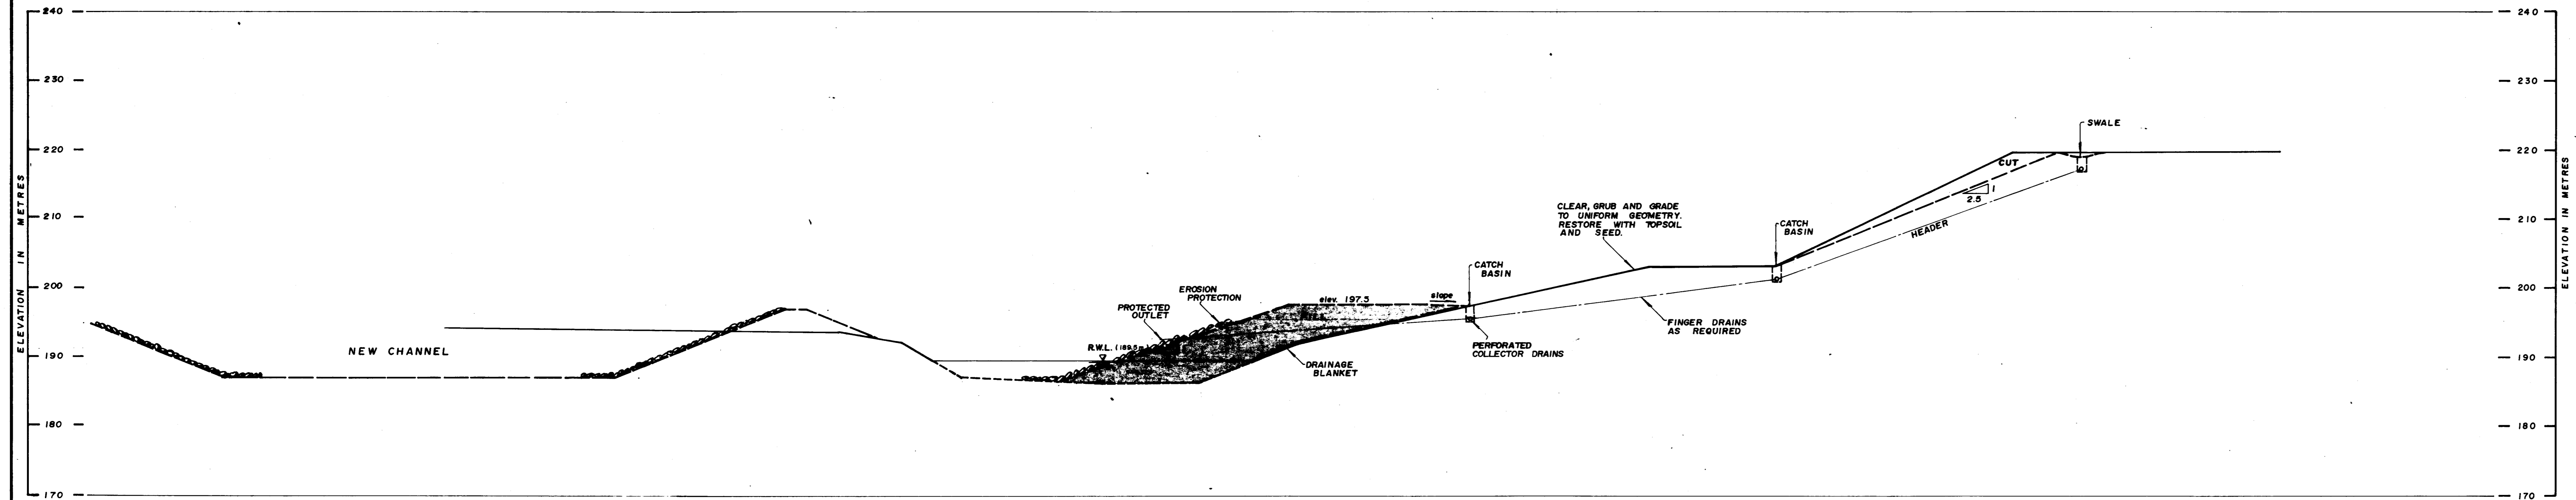 240
230
220
210
200
190
180
170
ELEVATION IN METRES
NEW CHANNEL
PROTECTED
OUTLET
EROSION
PROTECTION
R.W.L. (189.5m)
elev. 197.5
slope
DRAINAGE
BLANKET
CATCH
BASIN
PERFORATED
COLLECTOR DRAINS
CLEAR, GRUB AND GRADE
TO UNIFORM GEOMETRY.
RESTORE WITH TOPSOIL
AND SEED.
FINGER DRAINS
AS REQUIRED
CATCH
BASIN
HEADER
CUT
1
2.5
SWALE
240
230
220
210
200
190
180
170
ELEVATION IN METRES